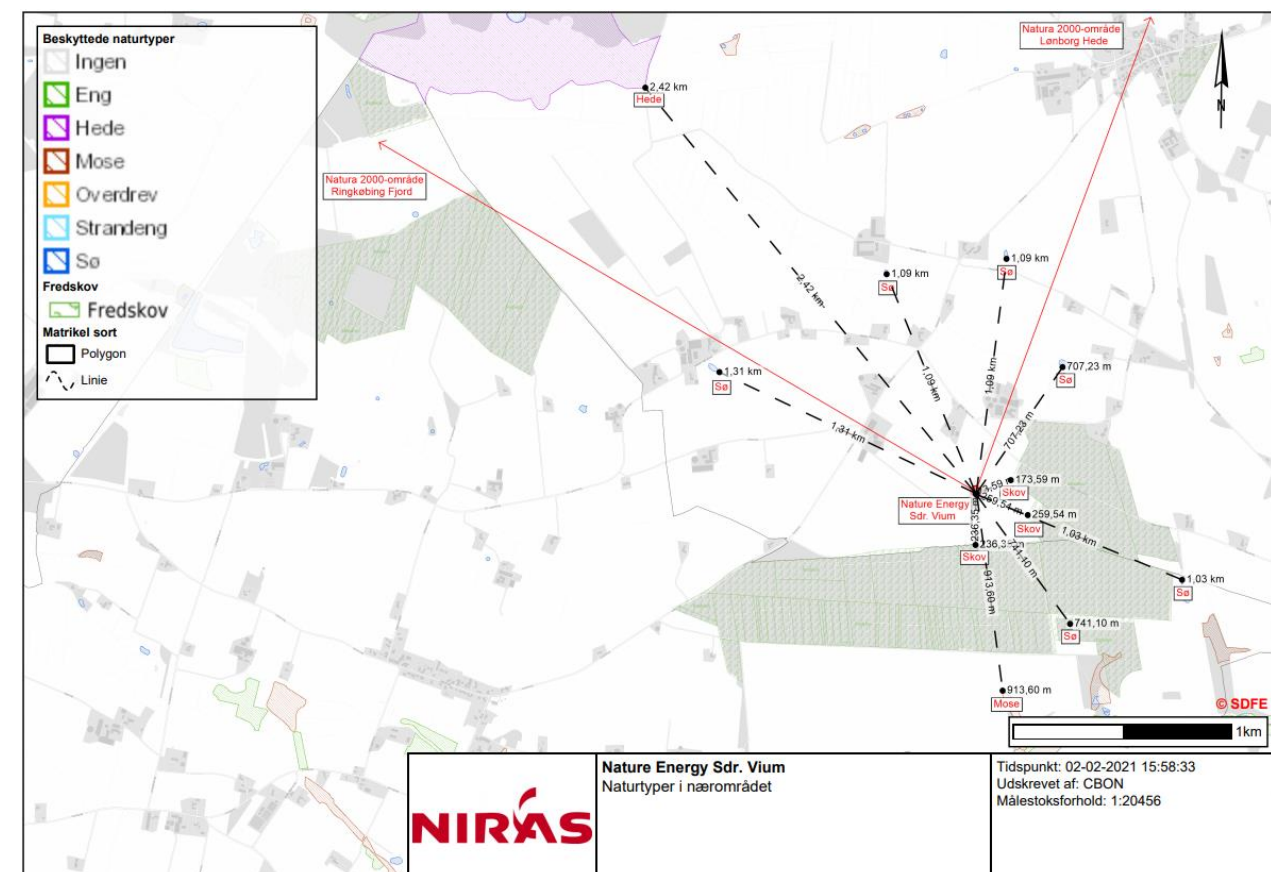 Beskyttede naturtyper
Ingen
Eng
Hede
Mose
Overdrev
Strandeng
Sø
Fredskov
Fredskov
Matrikel sort
Polygon
Linie
Natura 2000-område
Lønborg Hede
N
2,42 km
Hede
Natura 2000-område
Ringkøbing Fjord
2,42 km
1,09 km
Sø
1,09 km
Sø
1,09 km
1,09 km
707,23 m
Sø
707,23 m
1,31 km
Sø
1,31 km
173,59 m
Skov
Nature Energy
Sdr. Vium
259,54 m
259,54 m
Skov
236,35 m
Skov
1,03 km
1,03 km
Sø
741,10 m
741,10 m
Sø
913,60 m
913,60 m
Mose
© SDFE
1km
NIRAS
Nature Energy Sdr. Vium
Naturtyper i nærområdet
Tidspunkt: 02-02-2021 15:58:33
Udskrevet af: CBON
Målestoksforhold: 1:20456